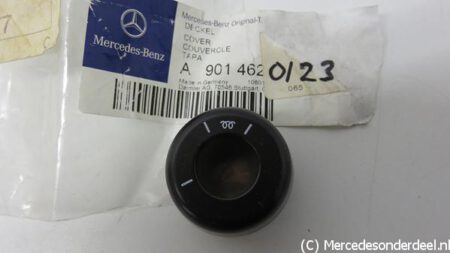 7
Mercedes-Benz
Mercedes-Benz Original-T
DECKEL
COVER
COUVERCLE
TAPA
A 901 462
0123
Made in Germany
Daimler AG, 70546 Stuttgart,
065
(C) Mercedesonderdeel.nl